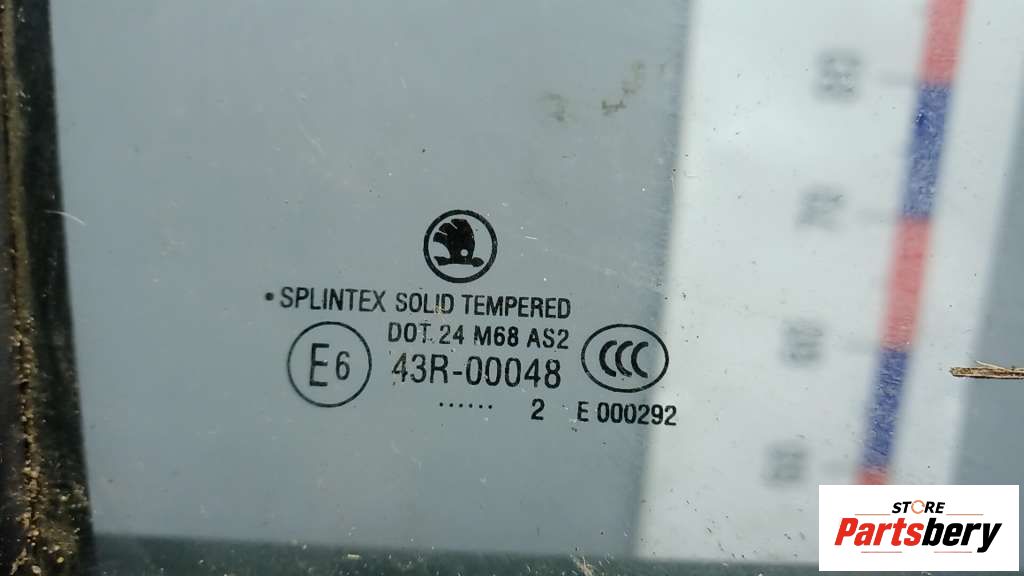 • SPLINTEX SOLID TEMPERED
DOT 24 M68 AS2
E6 43R-00048 CCC
...... 2 E 000292
STORE
Partsbery